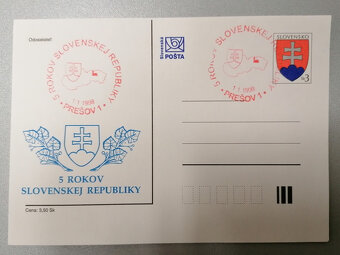 Odosielateľ:
5 ROKOV SLOVENSKEJ REPUBLIKY
1.1.1998
• PREŠOV 1 •
5 ROKOV
SLOVENSKEJ REPUBLIKY
Cena: 3,50 Sk
Slovenská
POŠTA
5 ROKOV SLOVENSKEJ
1.1.1998
• PREŠOV 1 •
SLOVENSKO
3